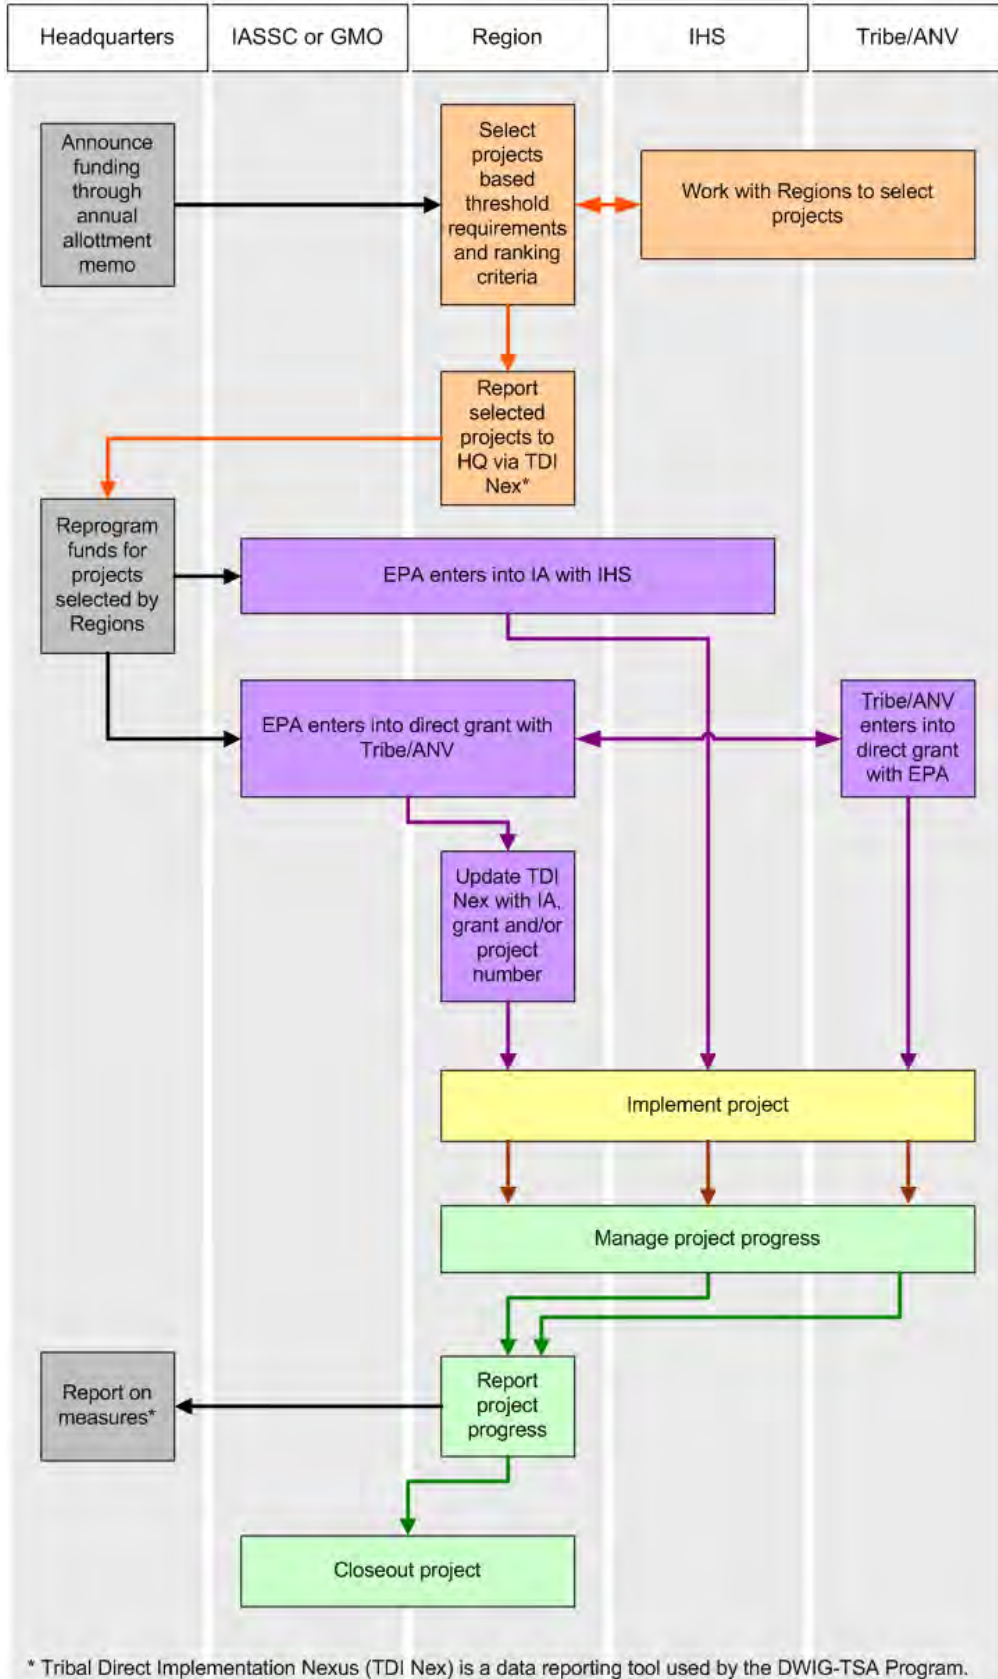 Headquarters
IASSC or GMO
Region
IHS
Tribe/ANV
Announce
funding
through
annual
allottment
memo
Select
projects
based
threshold
requirements
and ranking
criteria
Work with Regions to select
projects
Report
selected
projects to
HQ via TDI
Nex*
Reprogram
funds for
projects
selected by
Regions
EPA enters into IA with IHS
EPA enters into direct grant with
Tribe/ANV
Tribe/ANV
enters into
direct grant
with EPA
Update TDI
Nex with IA,
grant and/or
project
number
Implement project
Manage project progress
Report on
measures*
Report
project
progress
Closeout project
* Tribal Direct Implementation Nexus (TDI Nex) is a data reporting tool used by the DWIG-TSA Program.